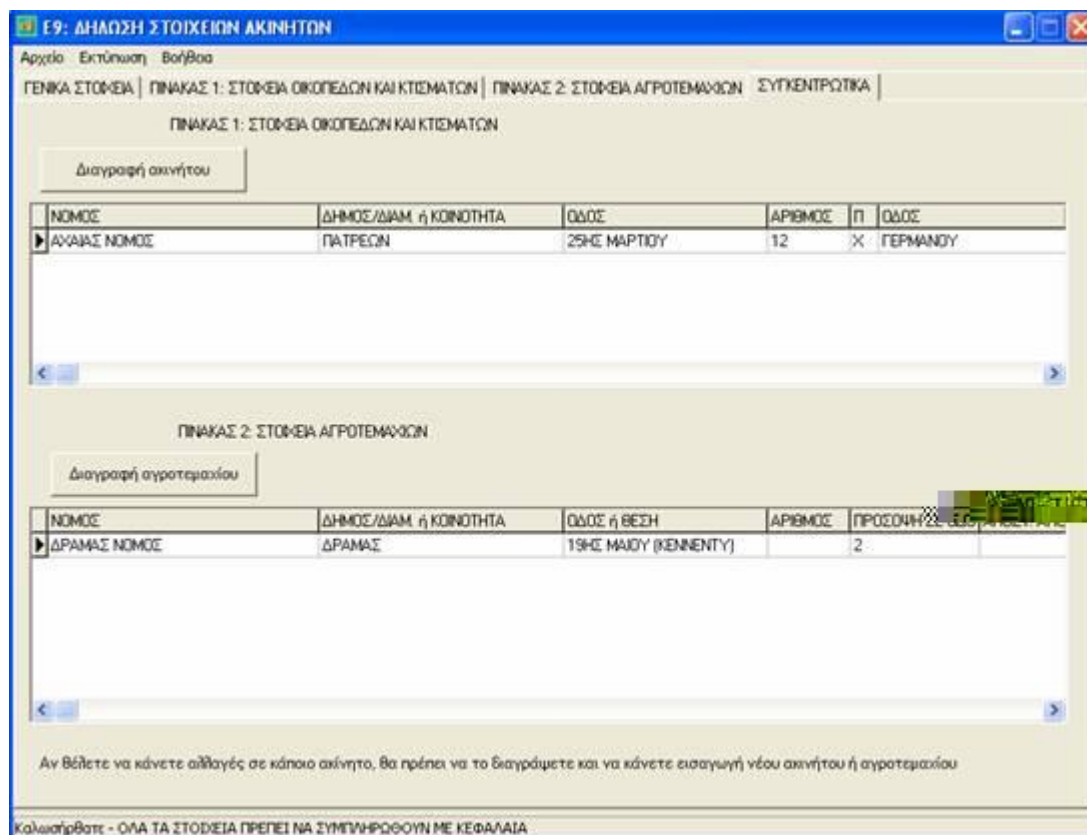 E9: ΔΗΛΩΣΗ ΣΤΟΙΧΕΙΩΝ ΑΚΙΝΗΤΩΝ
Αρχείο Εκτύπωση Βοήθεια
ΓΕΝΙΚΑ ΣΤΟΙΧΕΙΑ ΠΙΝΑΚΑΣ 1: ΣΤΟΙΧΕΙΑ ΟΙΚΟΠΕΔΩΝ ΚΑΙ ΚΤΙΣΜΑΤΩΝ ΠΙΝΑΚΑΣ 2: ΣΤΟΙΧΕΙΑ ΑΓΡΟΤΕΜΑΧΙΩΝ ΣΥΓΚΕΝΤΡΩΤΙΚΑ
ΠΙΝΑΚΑΣ 1: ΣΤΟΙΧΕΙΑ ΟΙΚΟΠΕΔΩΝ ΚΑΙ ΚΤΙΣΜΑΤΩΝ
Διαγραφή ακινήτου
ΝΟΜΟΣ ΔΗΜΟΣ/ΔΙΑΜ. ή ΚΟΙΝΟΤΗΤΑ ΟΔΟΣ ΑΡΙΘΜΟΣ Π ΟΔΟΣ
ΑΧΑΙΑΣ ΝΟΜΟΣ ΠΑΤΡΕΩΝ 25ΗΣ ΜΑΡΤΙΟΥ 12 Χ ΓΕΡΜΑΝΟΥ
ΠΙΝΑΚΑΣ 2: ΣΤΟΙΧΕΙΑ ΑΓΡΟΤΕΜΑΧΙΩΝ
Διαγραφή αγροτεμαχίου
ΝΟΜΟΣ ΔΗΜΟΣ/ΔΙΑΜ. ή ΚΟΙΝΟΤΗΤΑ ΟΔΟΣ ή ΘΕΣΗ ΑΡΙΘΜΟΣ ΠΡΟΣΟΨΗ ΣΕ
ΔΡΑΜΑΣ ΝΟΜΟΣ ΔΡΑΜΑΣ 19ΗΣ ΜΑΙΟΥ (ΚΕΝΝΕΝΤΥ) 2
Αν θέλετε να κάνετε αλλαγές σε κάποιο ακίνητο, θα πρέπει να το διαγράψετε και να κάνετε εισαγωγή νέου ακινήτου ή αγροτεμαχίου
Καλωσήρθατε - ΟΛΑ ΤΑ ΣΤΟΙΧΕΙΑ ΠΡΕΠΕΙ ΝΑ ΣΥΜΠΛΗΡΩΘΟΥΝ ΜΕ ΚΕΦΑΛΑΙΑ